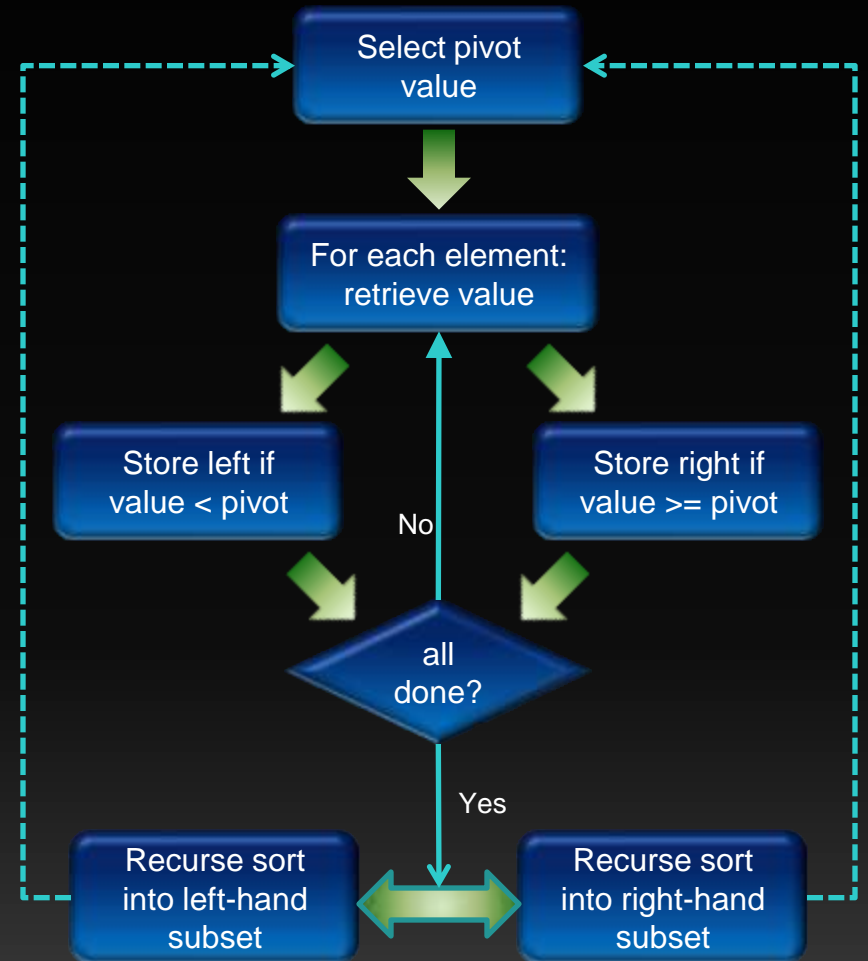 Select pivot
value
For each element:
retrieve value
Store left if
value < pivot
Store right if
value >= pivot
No
all
done?
Yes
Recurse sort
into left-hand
subset
Recurse sort
into right-hand
subset